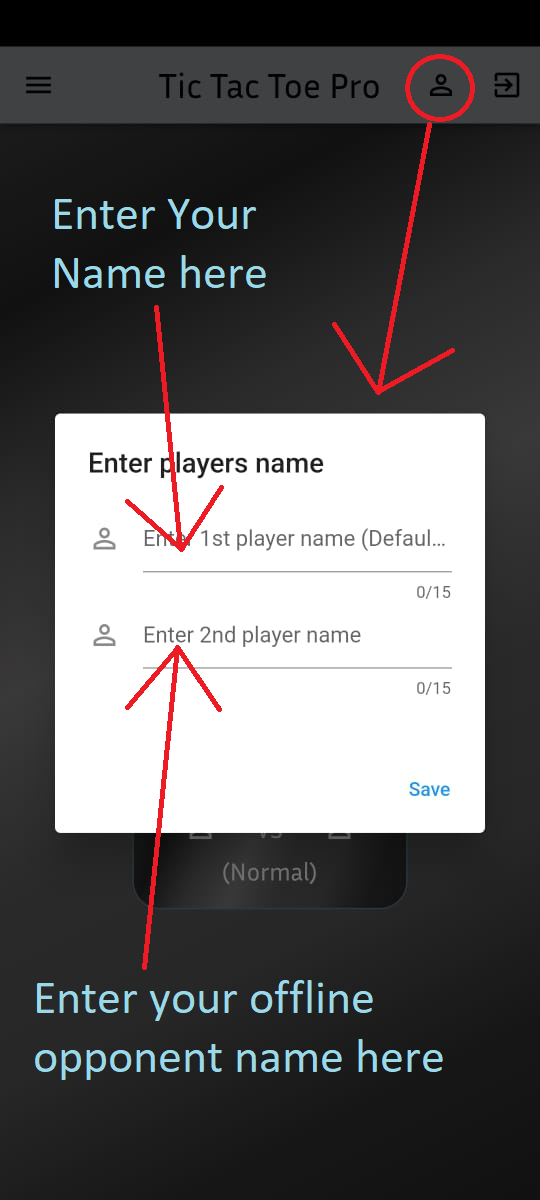 Tic Tac Toe Pro
Enter Your
Name here
Enter players name
Enter 1st player name (Defaul...
0/15
Enter 2nd player name
0/15
Save
(Normal)
Enter your offline
opponent name here